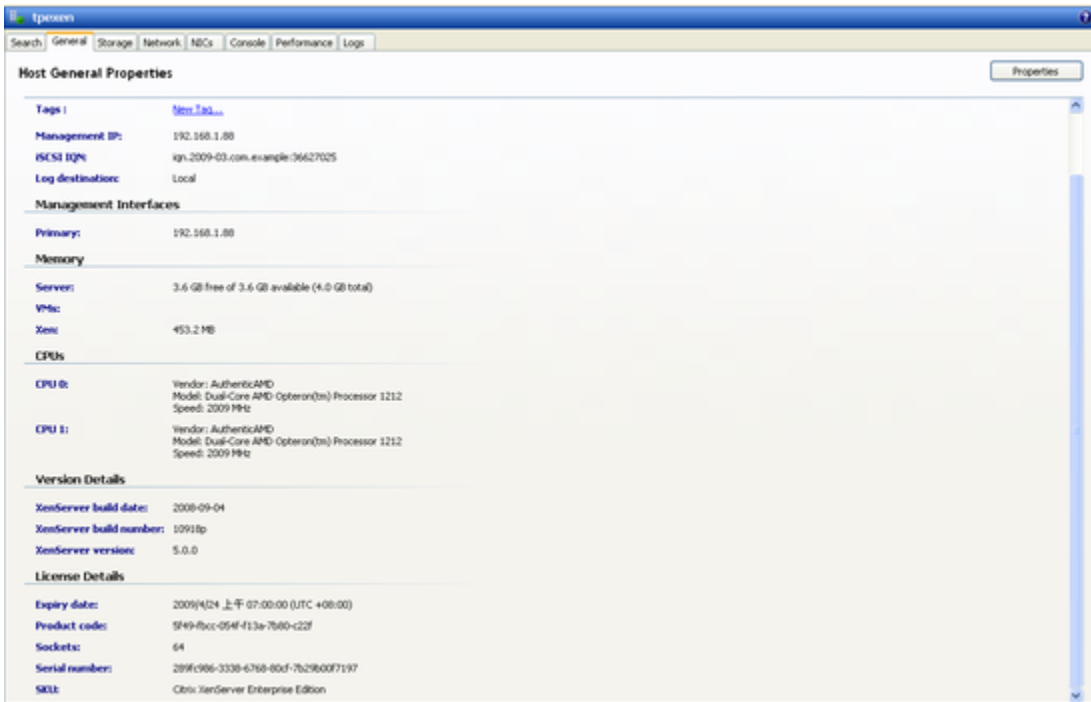 tpexen
Search General Storage Network NICs Console Performance Logs
Host General Properties
Properties
Tags : New Tag...
Management IP: 192.168.1.88
iSCSI IQN: iqn.2009-03.com.example:36627025
Log destination: Local
Management Interfaces
Primary: 192.168.1.88
Memory
Server: 3.6 GB free of 3.6 GB available (4.0 GB total)
VMs:
Xen: 453.2 MB
CPUs
CPU 0: Vendor: AuthenticAMD
Model: Dual-Core AMD Opteron(tm) Processor 1212
Speed: 2009 MHz
CPU 1: Vendor: AuthenticAMD
Model: Dual-Core AMD Opteron(tm) Processor 1212
Speed: 2009 MHz
Version Details
XenServer build date: 2008-09-04
XenServer build number: 10918p
XenServer version: 5.0.0
License Details
Expiry date: 2009/4/24 上午 07:00:00 (UTC +08:00)
Product code: 5f49-fbcc-054f-f13a-7b80-c22f
Sockets: 64
Serial number: 289fc986-3338-6768-80cf-7b29b00f7197
SKU: Citrix XenServer Enterprise Edition